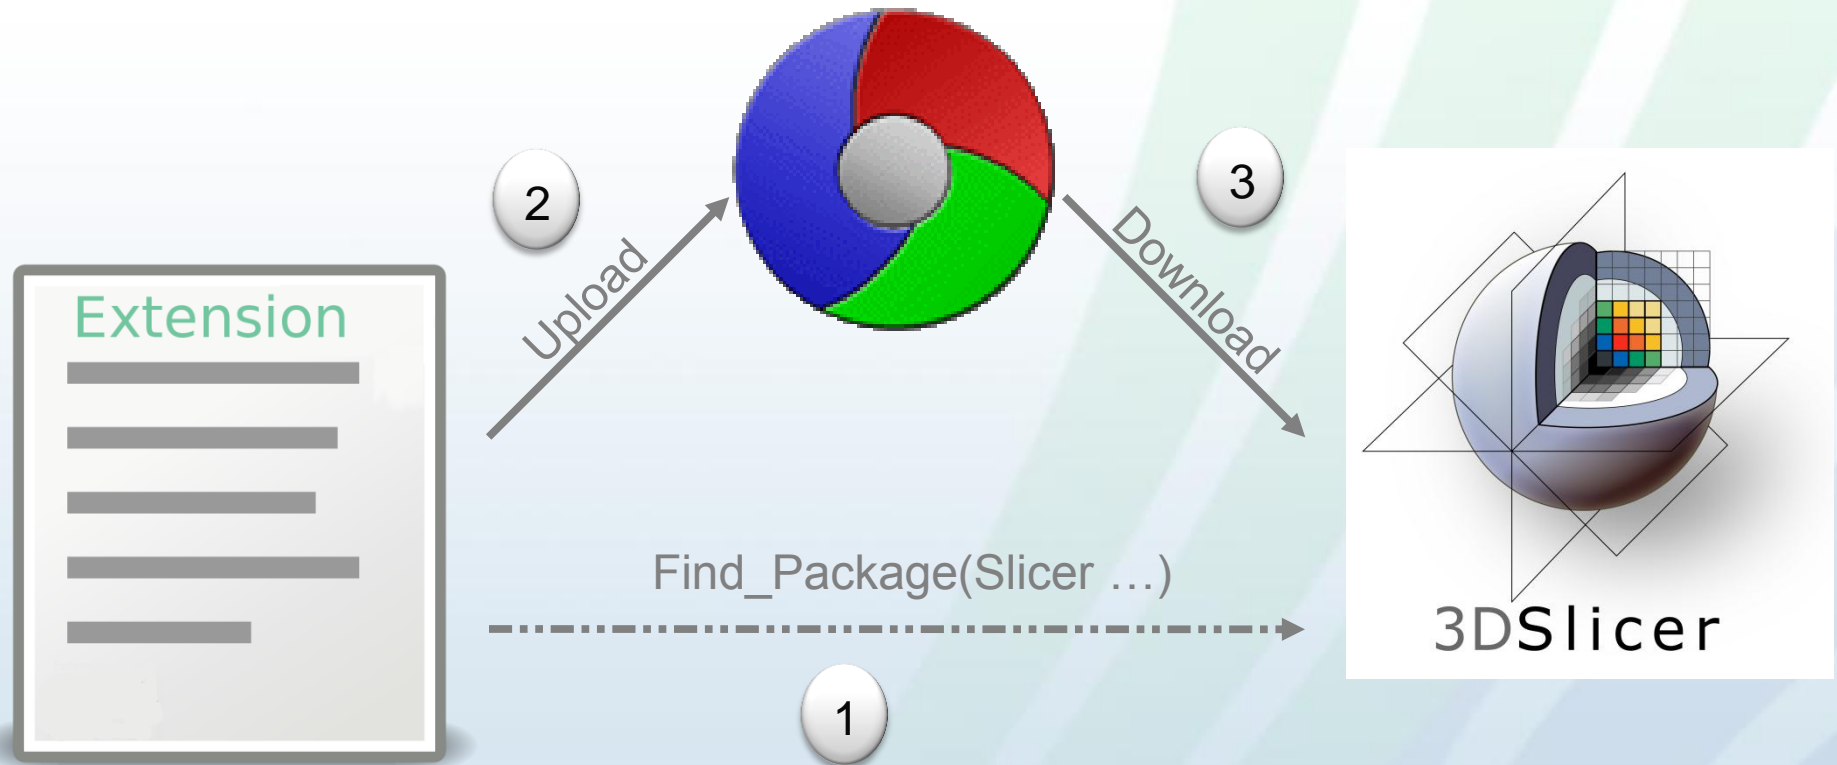 2
3
Extension
Upload
Download
Find_Package(Slicer …)
1
3DSlicer